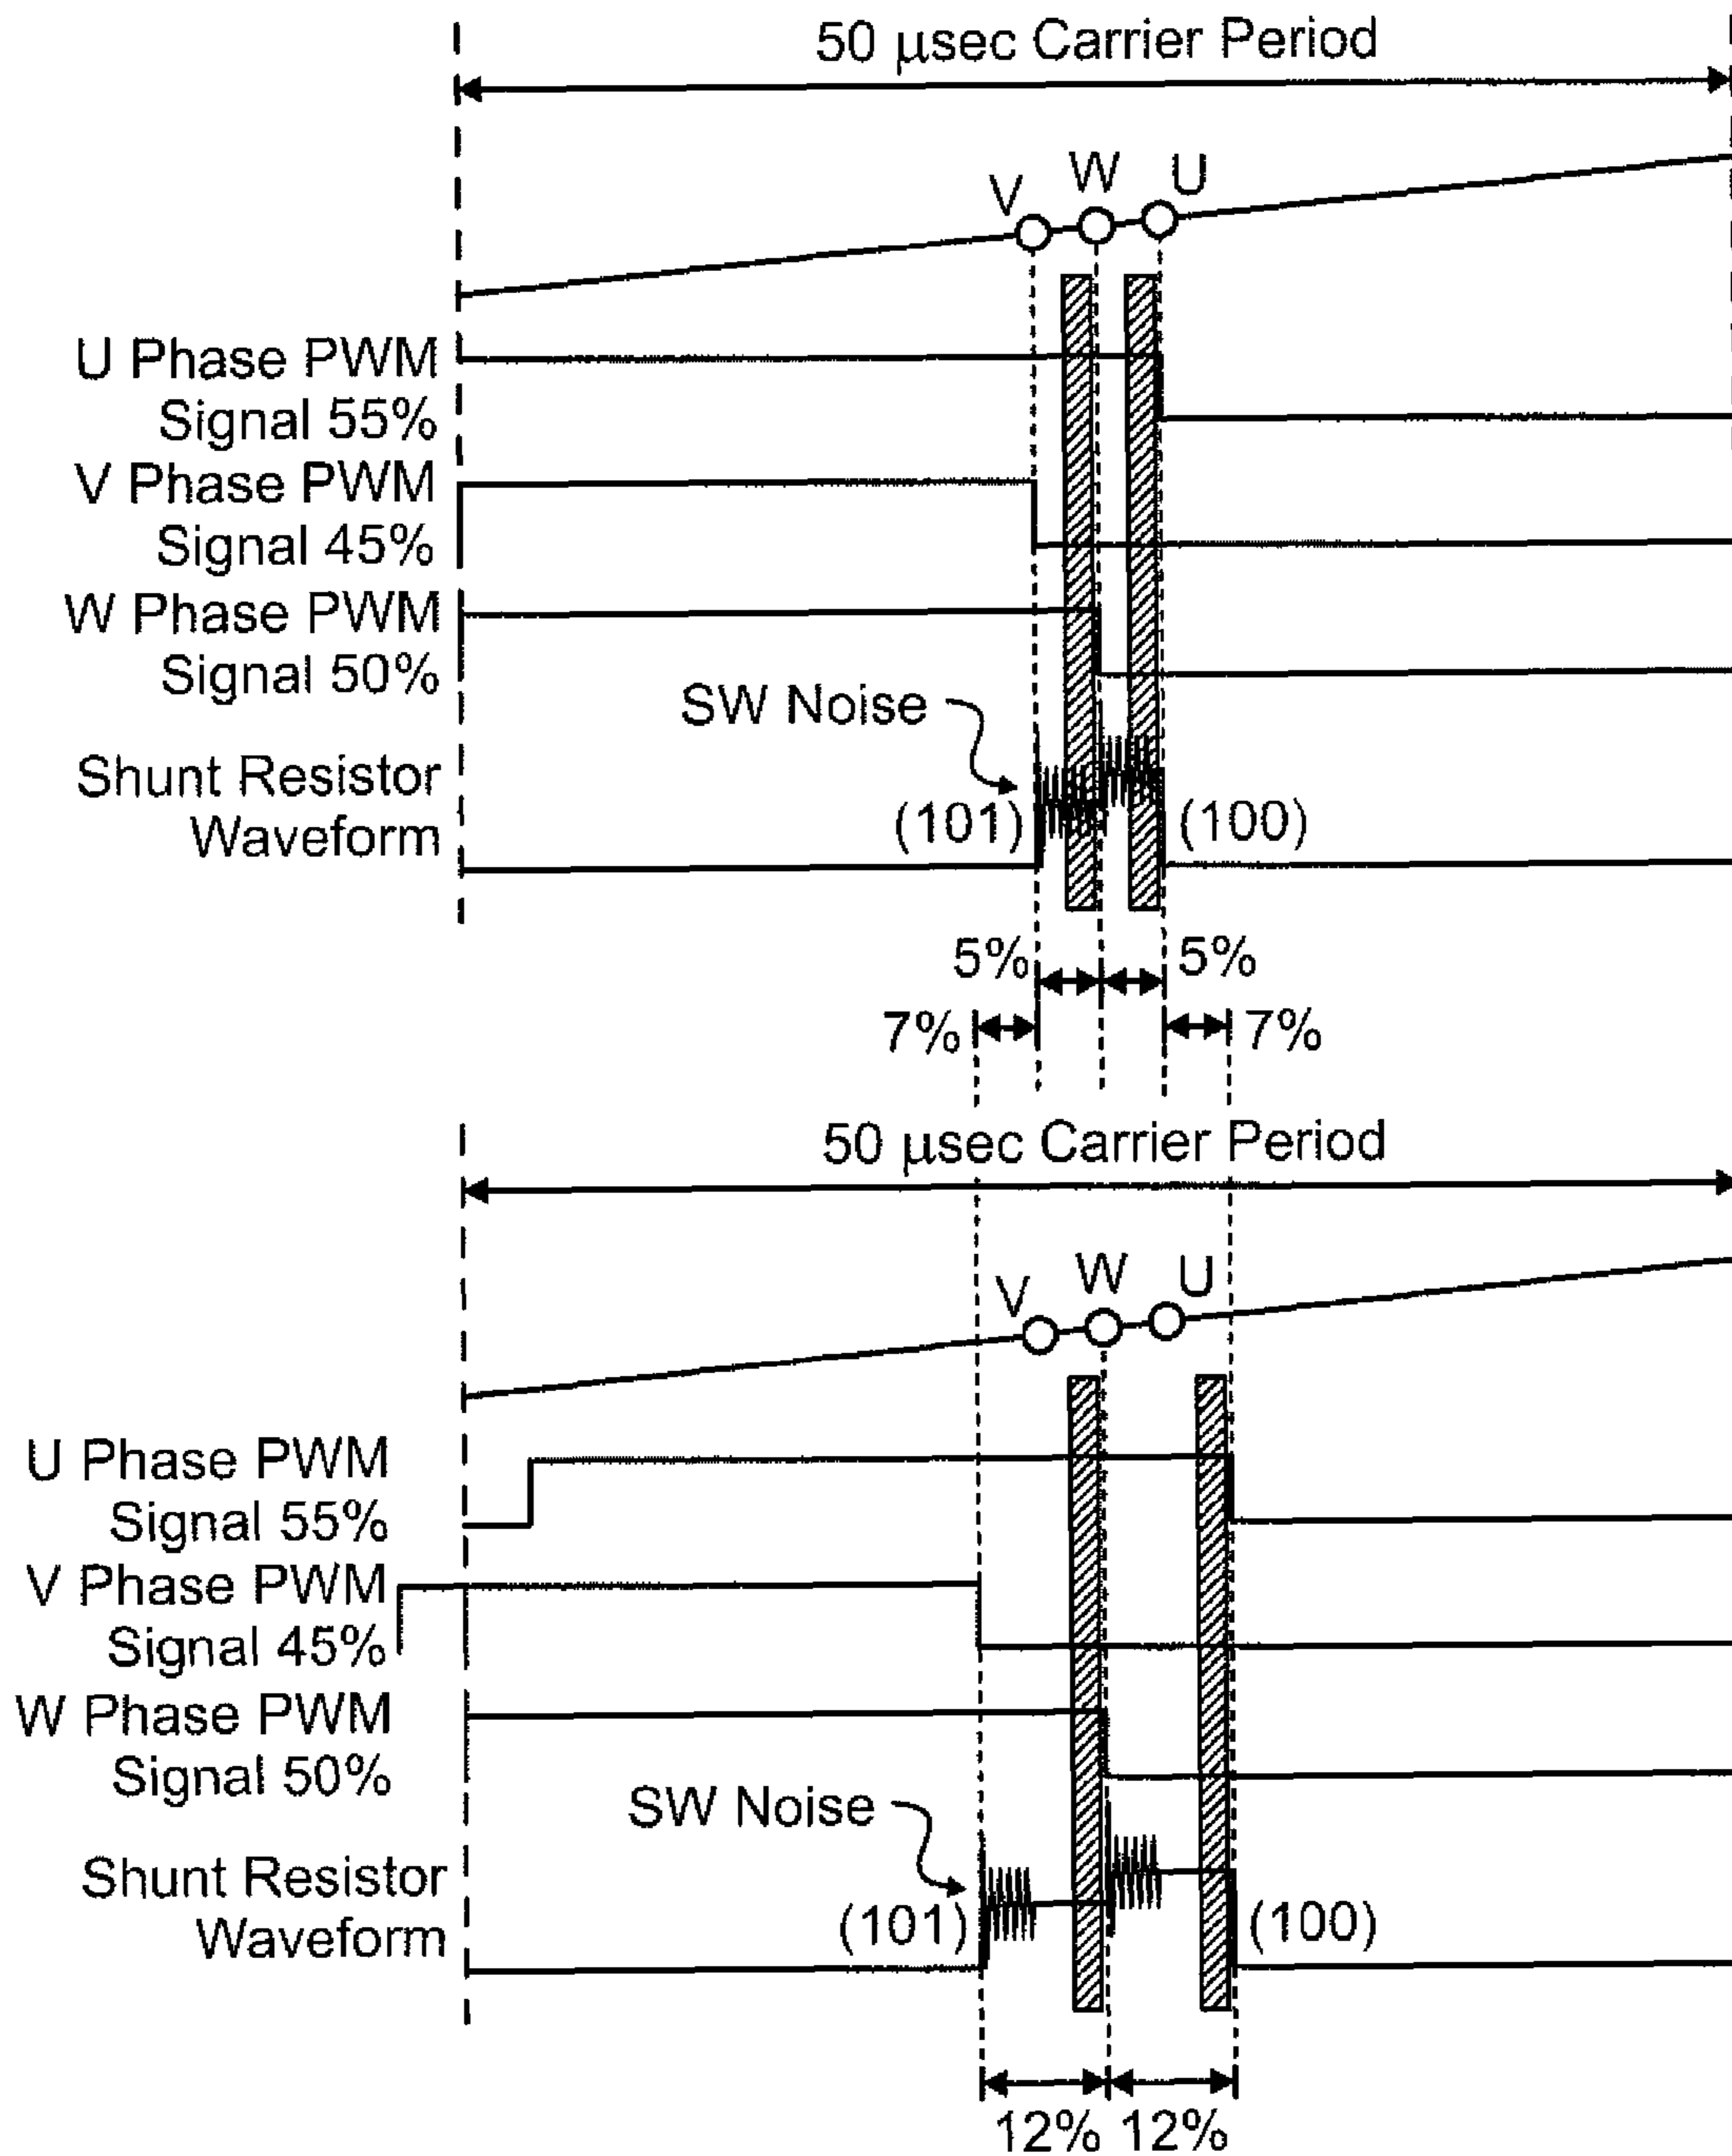 50 μsec Carrier Period
V W U
U Phase PWM
Signal 55%
V Phase PWM
Signal 45%
W Phase PWM
Signal 50%
SW Noise
Shunt Resistor
Waveform
(101)
(100)
5%
5%
7%
7%
50 μsec Carrier Period
V W U
U Phase PWM
Signal 55%
V Phase PWM
Signal 45%
W Phase PWM
Signal 50%
SW Noise
Shunt Resistor
Waveform
(101)
(100)
12% 12%